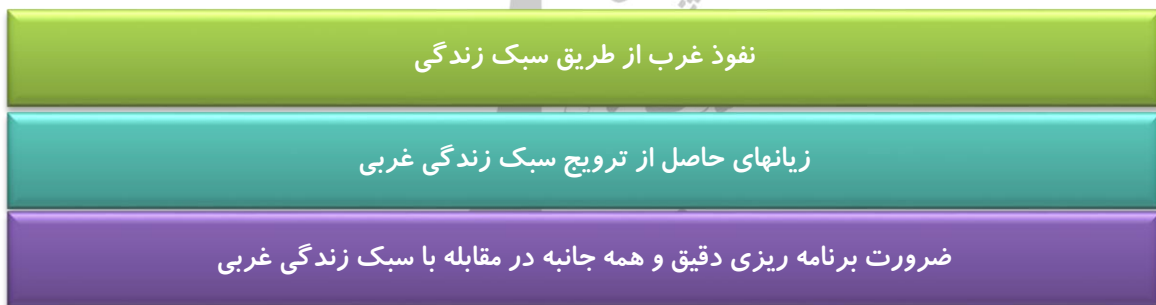 نفوذ غرب از طریق سبک زندگی
زیانهای حاصل از ترویج سبک زندگی غربی
ضرورت برنامه ریزی دقیق و همه جانبه در مقابله با سبک زندگی غربی